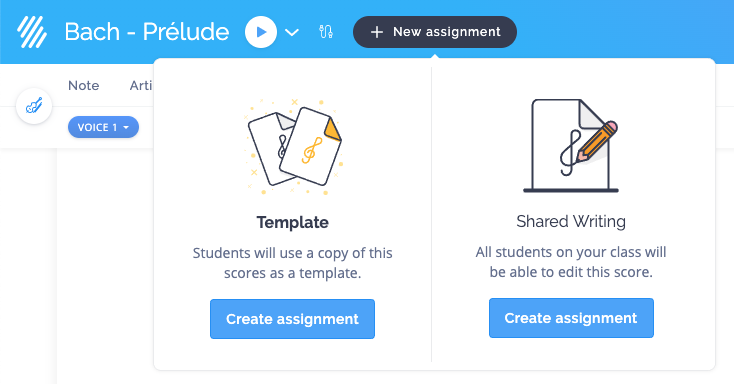 Bach - Prélude
New assignment
Note
Arti
VOICE 1
Template
Students will use a copy of this
scores as a template.
Create assignment
Shared Writing
All students on your class will
be able to edit this score.
Create assignment